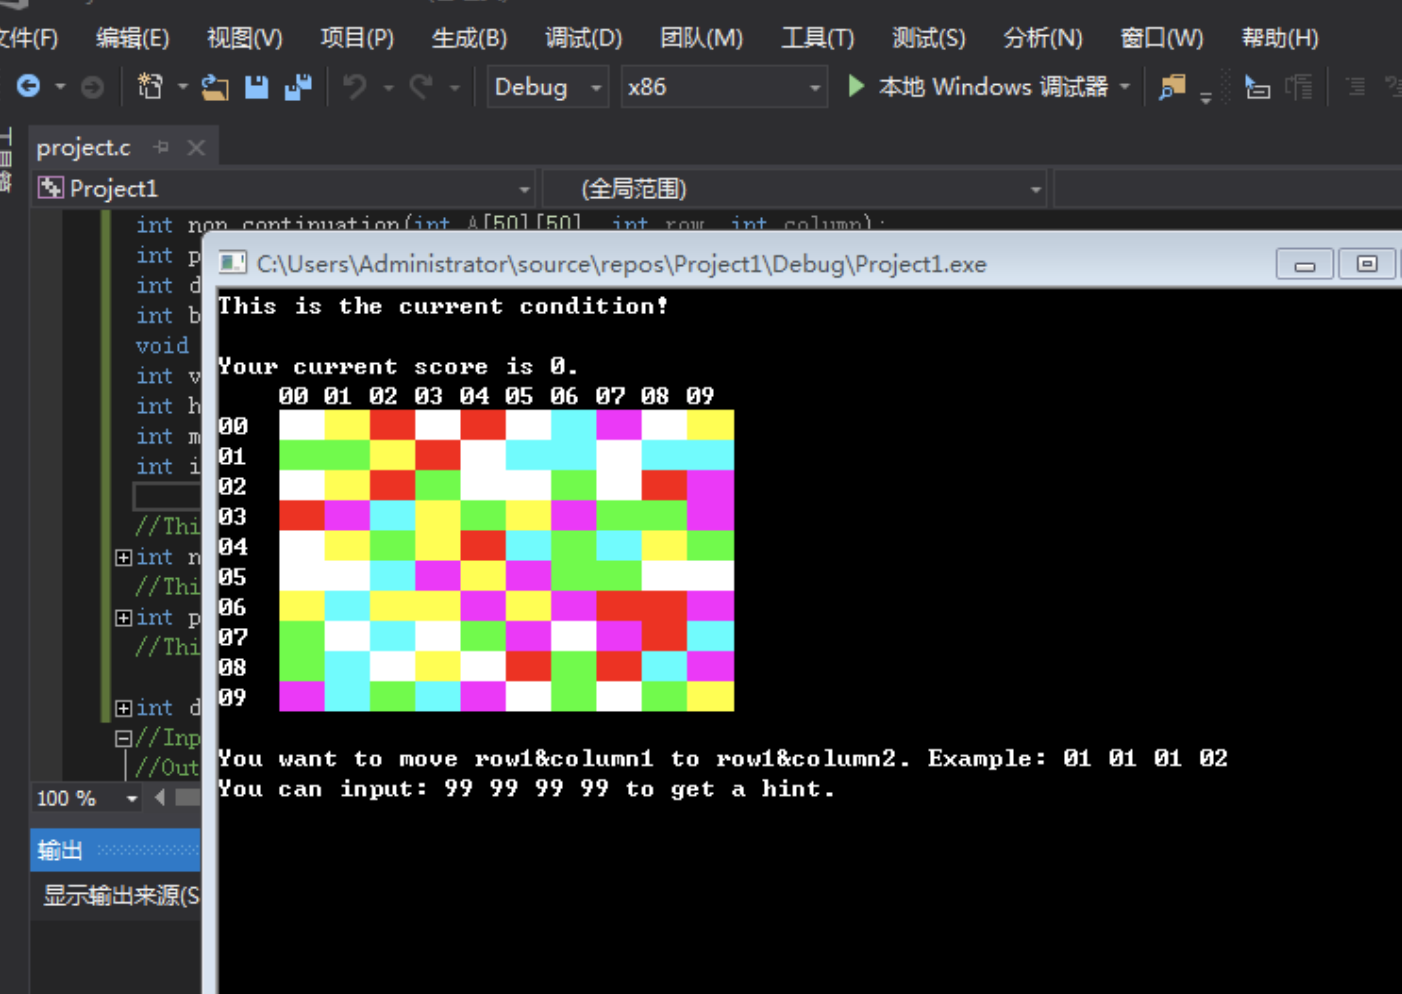 文件(F) 编辑(E) 视图(V) 项目(P) 生成(B) 调试(D) 团队(M) 工具(T) 测试(S) 分析(N) 窗口(W) 帮助(H)
Debug x86 本地 Windows 调试器
project.c
Project1 (全局范围)
int non_continuation(int A[50][50], int row, int column);
int p
int d
int b
void
int v
int h
int m
int i
//Thi
int n
//Thi
int p
//Thi
int d
//Inp
//Out
100 %
输出
显示输出来源(S
C:\Users\Administrator\source\repos\Project1\Debug\Project1.exe
This is the current condition!
Your current score is 0.
00 01 02 03 04 05 06 07 08 09
00
01
02
03
04
05
06
07
08
09
You want to move row1&column1 to row1&column2. Example: 01 01 01 02
You can input: 99 99 99 99 to get a hint.